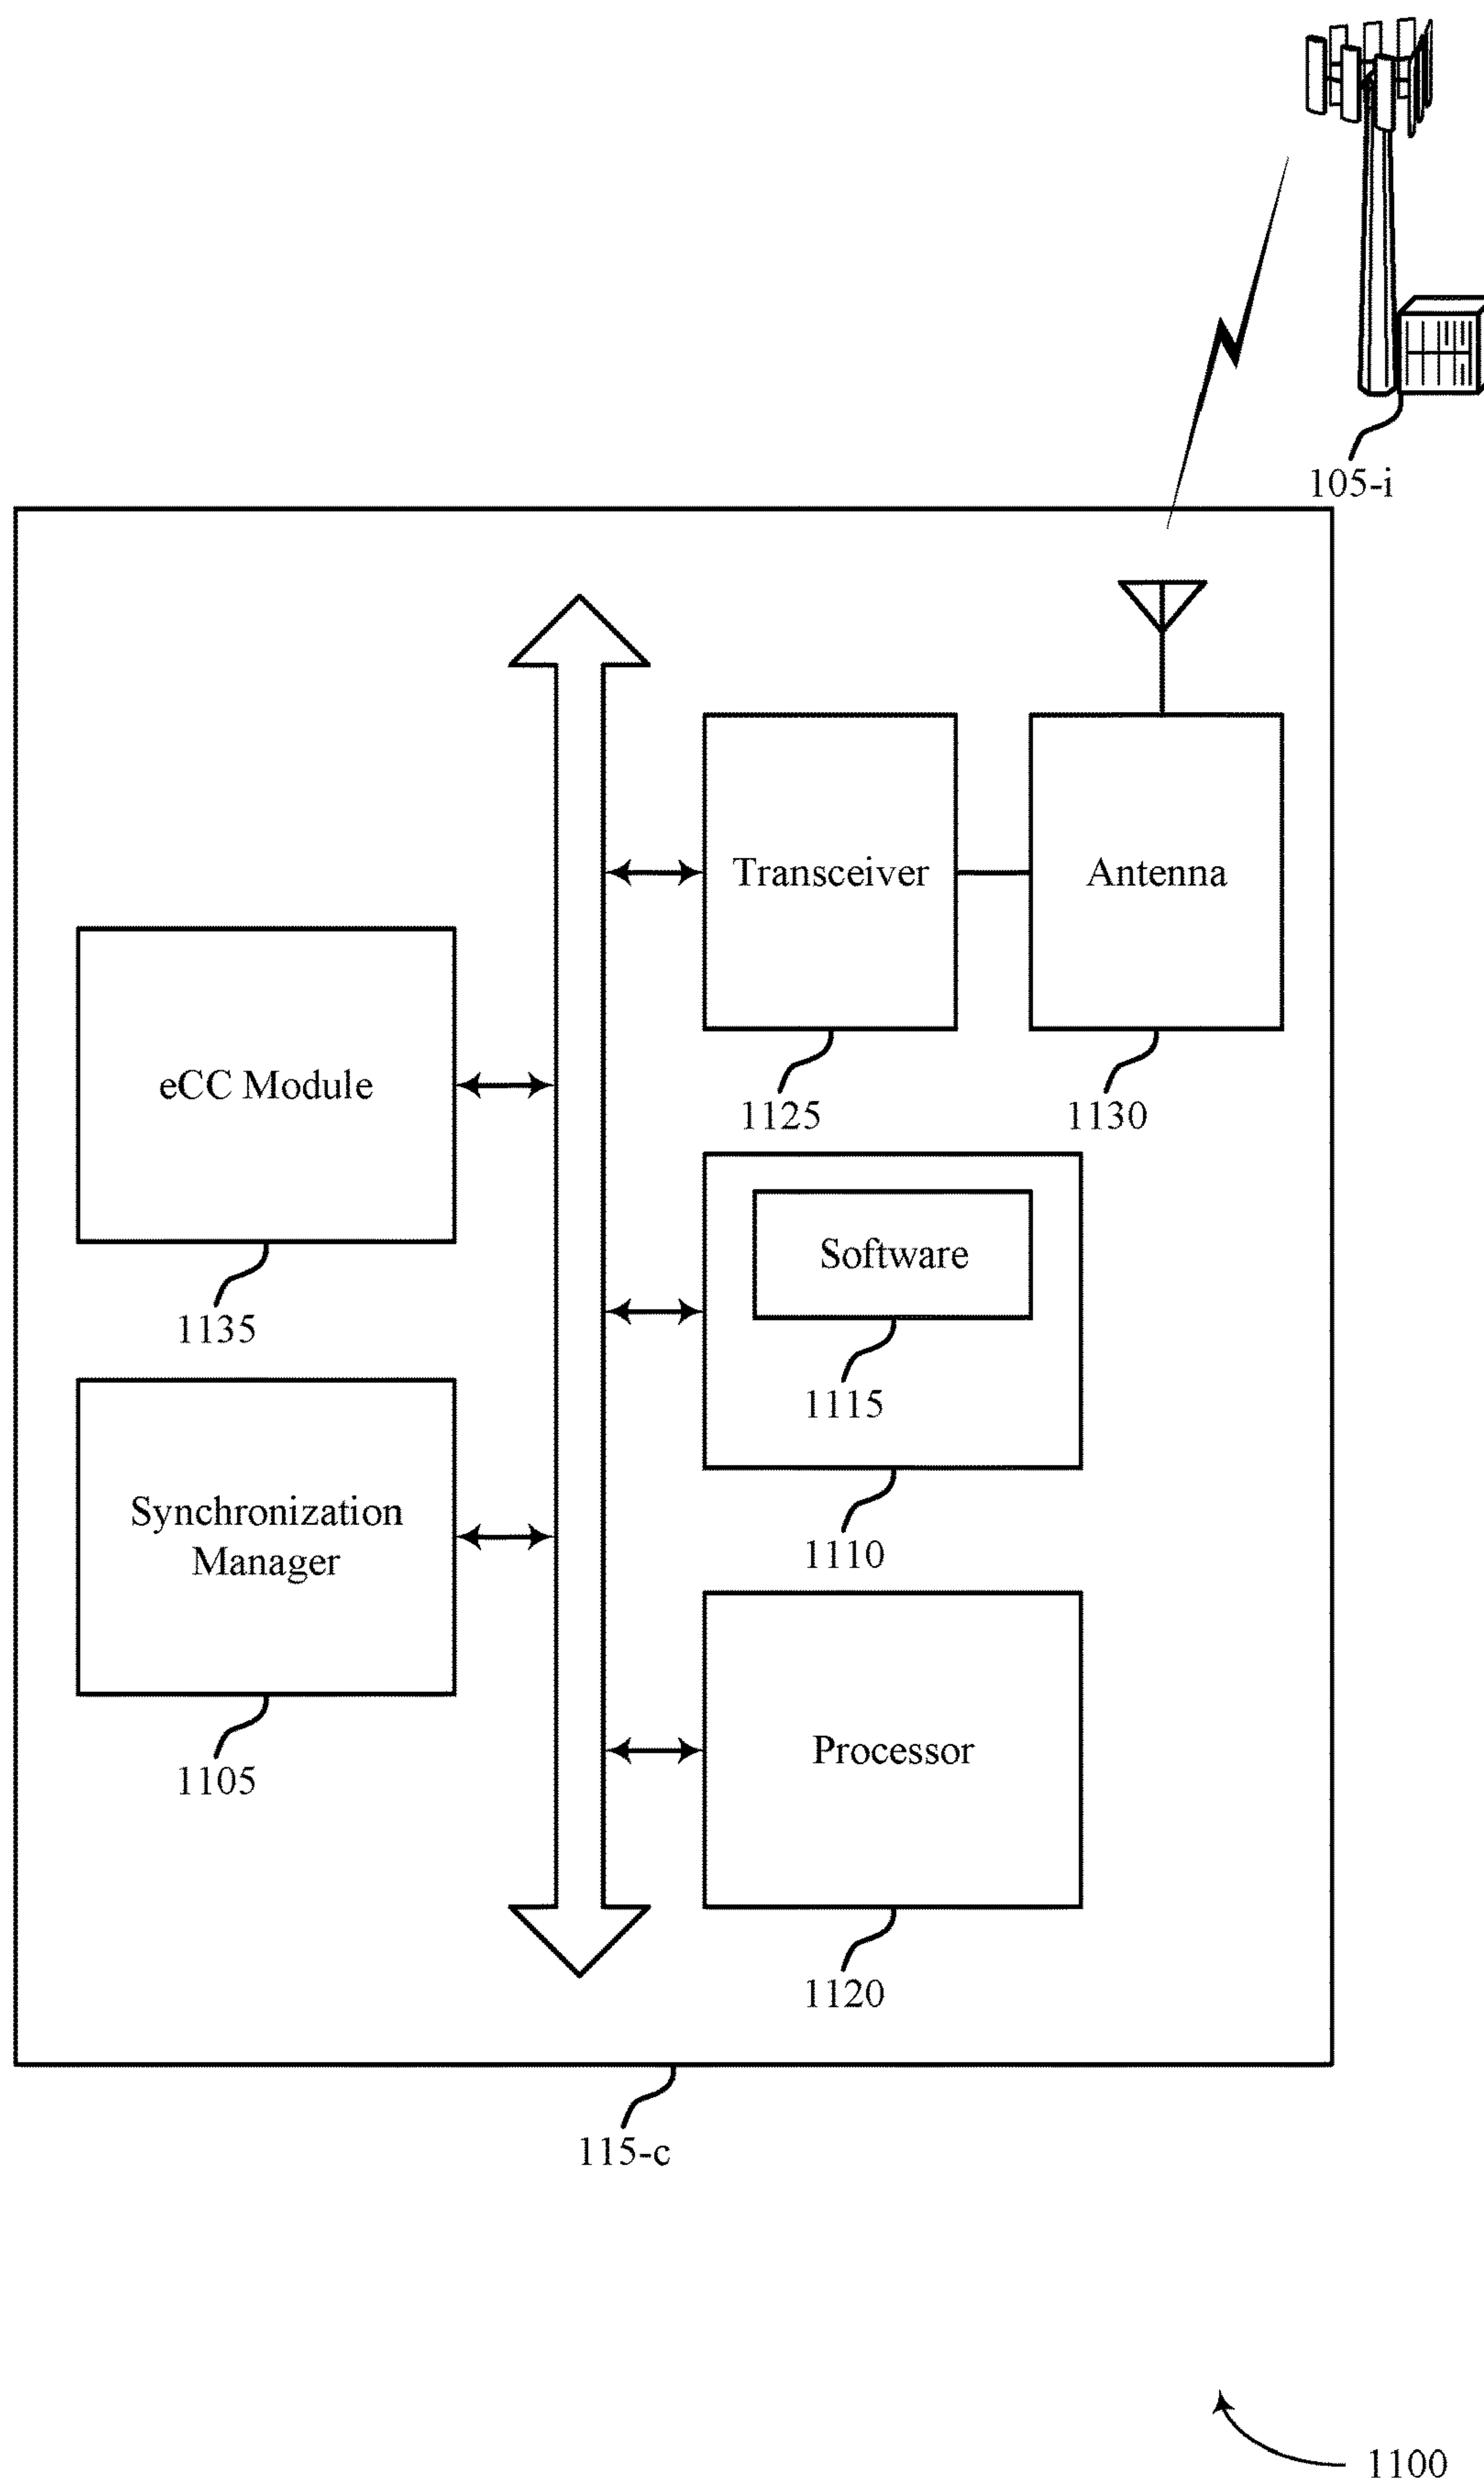 105-i
Transceiver
Antenna
1125
1130
eCC Module
1135
Software
1115
1110
Synchronization
Manager
1105
Processor
1120
115-c
1100